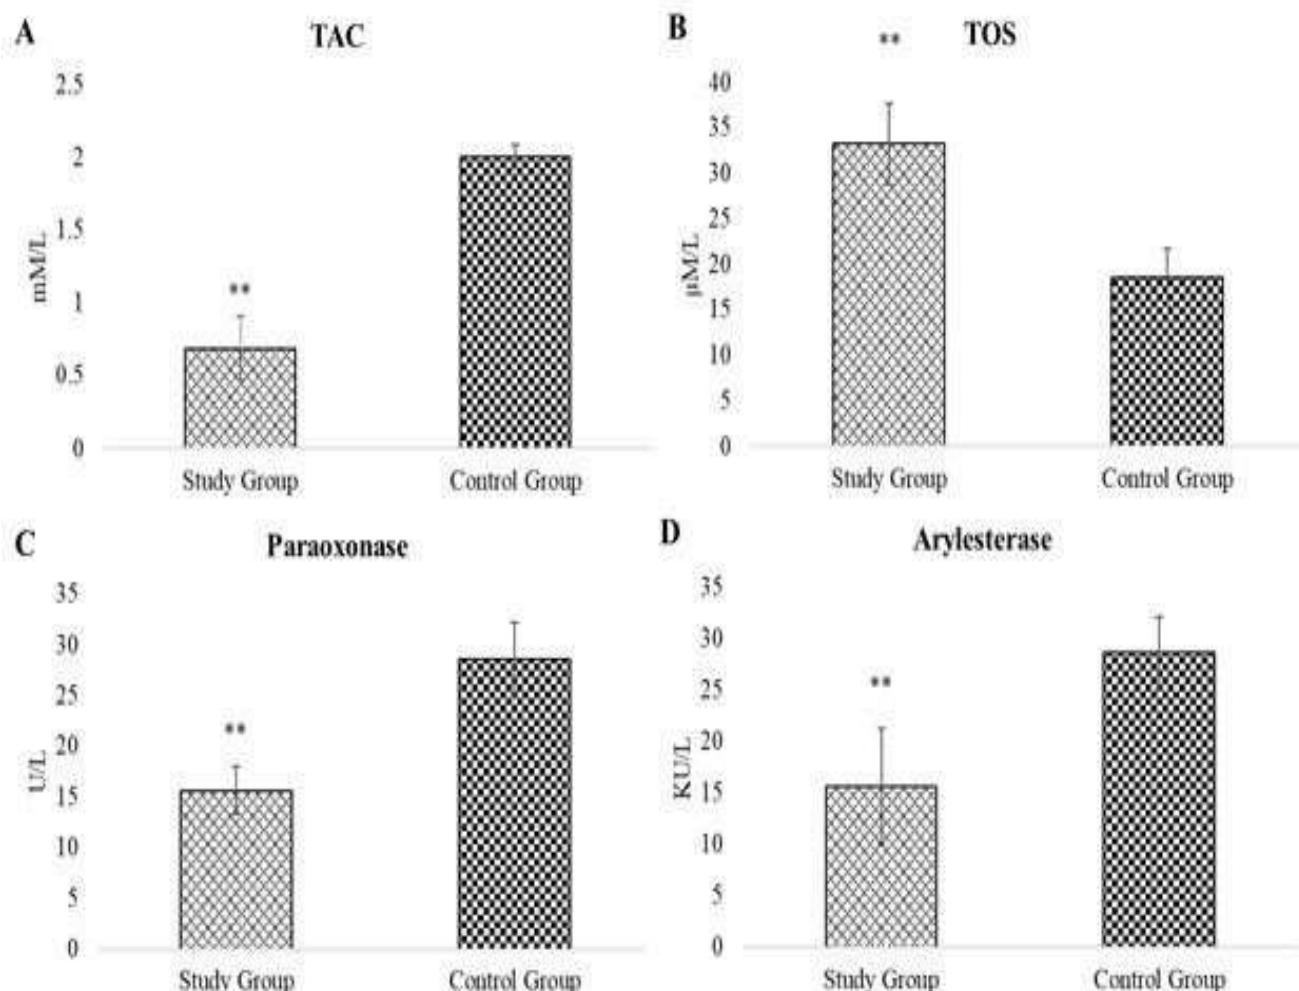 A
TAC
2.5
2
1.5
1
0.5
0
mM/L
**
Study Group
Control Group
B
TOS
**
40
35
30
25
20
15
10
5
0
µM/L
Study Group
Control Group
C
Paraoxonase
35
30
25
20
15
10
5
0
U/L
**
Study Group
Control Group
D
Arylesterase
35
30
25
20
15
10
5
0
KU/L
**
Study Group
Control Group